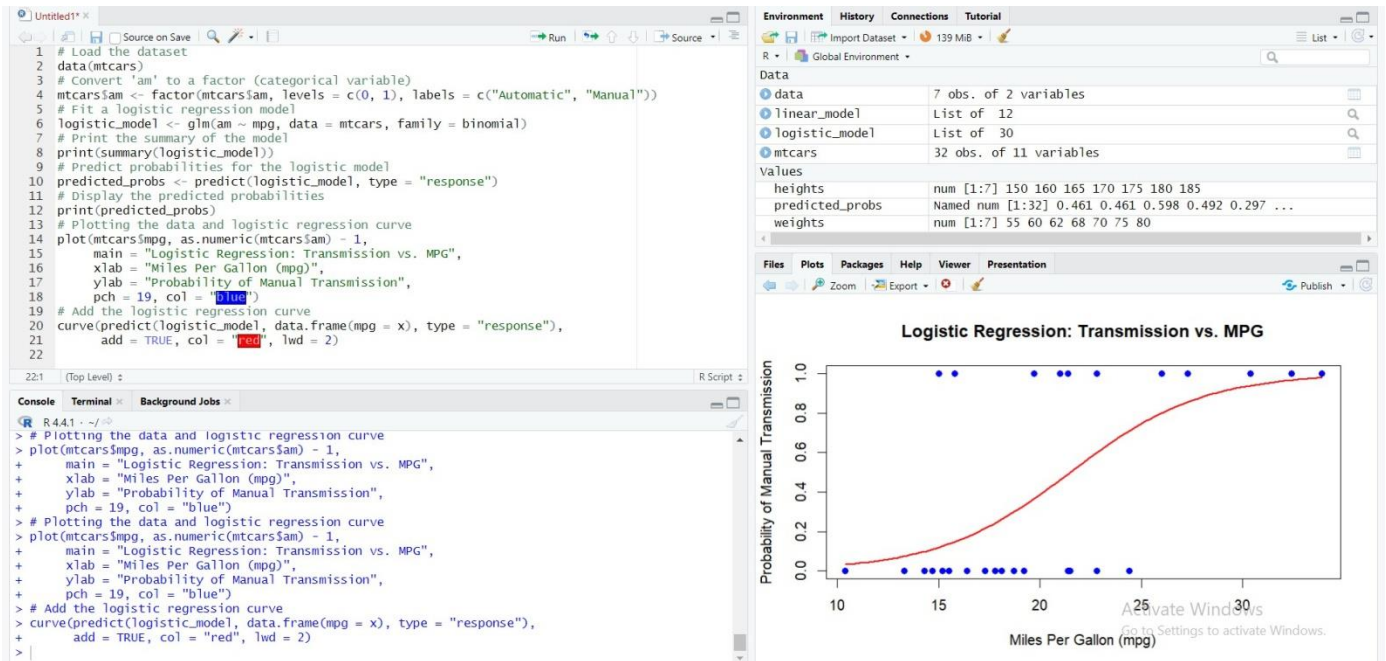 Untitled1*
Source on Save Run Source
1 # Load the dataset
2 data(mtcars)
3 # Convert 'am' to a factor (categorical variable)
4 mtcars$am <- factor(mtcars$am, levels = c(0, 1), labels = c("Automatic", "Manual"))
5 # Fit a logistic regression model
6 logistic_model <- glm(am ~ mpg, data = mtcars, family = binomial)
7 # Print the summary of the model
8 print(summary(logistic_model))
9 # Predict probabilities for the logistic model
10 predicted_probs <- predict(logistic_model, type = "response")
11 # Display the predicted probabilities
12 print(predicted_probs)
13 # Plotting the data and logistic regression curve
14 plot(mtcars$mpg, as.numeric(mtcars$am) - 1,
15 main = "Logistic Regression: Transmission vs. MPG",
16 xlab = "Miles Per Gallon (mpg)",
17 ylab = "Probability of Manual Transmission",
18 pch = 19, col = "blue")
19 # Add the logistic regression curve
20 curve(predict(logistic_model, data.frame(mpg = x), type = "response"),
21 add = TRUE, col = "red", lwd = 2)
22
22:1 (Top Level) R Script
Console Terminal Background Jobs
R 4.4.1 · ~/
> # Plotting the data and logistic regression curve
> plot(mtcars$mpg, as.numeric(mtcars$am) - 1,
+ main = "Logistic Regression: Transmission vs. MPG",
+ xlab = "Miles Per Gallon (mpg)",
+ ylab = "Probability of Manual Transmission",
+ pch = 19, col = "blue")
> # Plotting the data and logistic regression curve
> plot(mtcars$mpg, as.numeric(mtcars$am) - 1,
+ main = "Logistic Regression: Transmission vs. MPG",
+ xlab = "Miles Per Gallon (mpg)",
+ ylab = "Probability of Manual Transmission",
+ pch = 19, col = "blue")
> # Add the logistic regression curve
> curve(predict(logistic_model, data.frame(mpg = x), type = "response"),
+ add = TRUE, col = "red", lwd = 2)
>
Environment History Connections Tutorial
Import Dataset 139 MiB List
R Global Environment
Data
data 7 obs. of 2 variables
linear_model List of 12
logistic_model List of 30
mtcars 32 obs. of 11 variables
Values
heights num [1:7] 150 160 165 170 175 180 185
predicted_probs Named num [1:32] 0.461 0.461 0.598 0.492 0.297 ...
weights num [1:7] 55 60 62 68 70 75 80
Files Plots Packages Help Viewer Presentation
Zoom Export Publish
Logistic Regression: Transmission vs. MPG
Probability of Manual Transmission
1.0
0.8
0.6
0.4
0.2
0.0
10 15 20 25 30
Miles Per Gallon (mpg)
Activate Windows
Go to Settings to activate Windows.